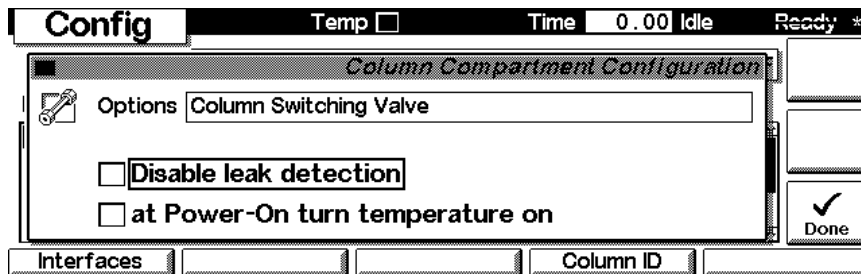 Config Temp Time 0.00 Idle Ready *
Column Compartment Configuration
Options Column Switching Valve
Disable leak detection
at Power-On turn temperature on
Done
Interfaces Column ID